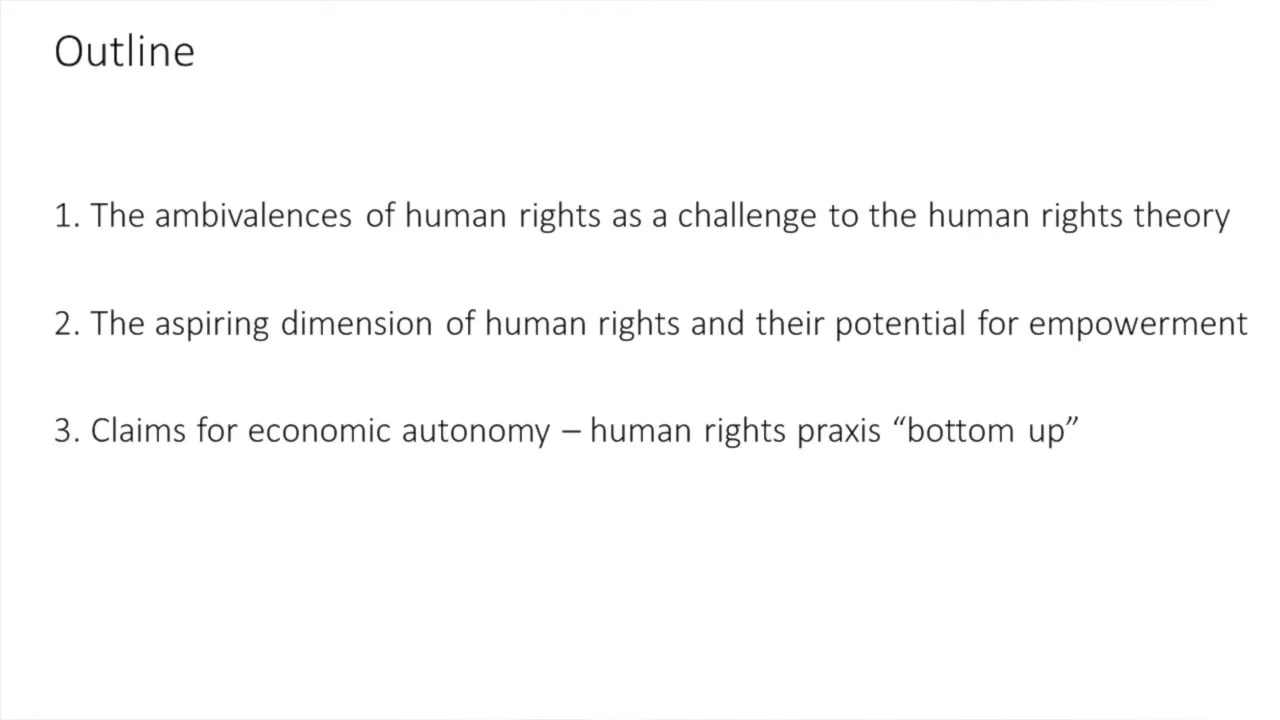 Outline
1. The ambivalences of human rights as a challenge to the human rights theory
2. The aspiring dimension of human rights and their potential for empowerment
3. Claims for economic autonomy – human rights praxis “bottom up”